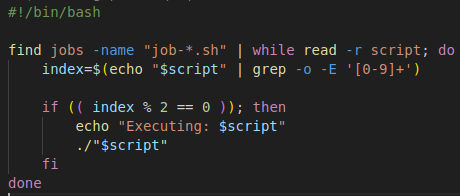 #!/bin/bash
find jobs -name "job-*.sh" | while read -r script; do
    index=$(echo "$script" | grep -o -E '[0-9]+')
    if (( index % 2 == 0 )); then
        echo "Executing: $script"
        ./"$script"
    fi
done